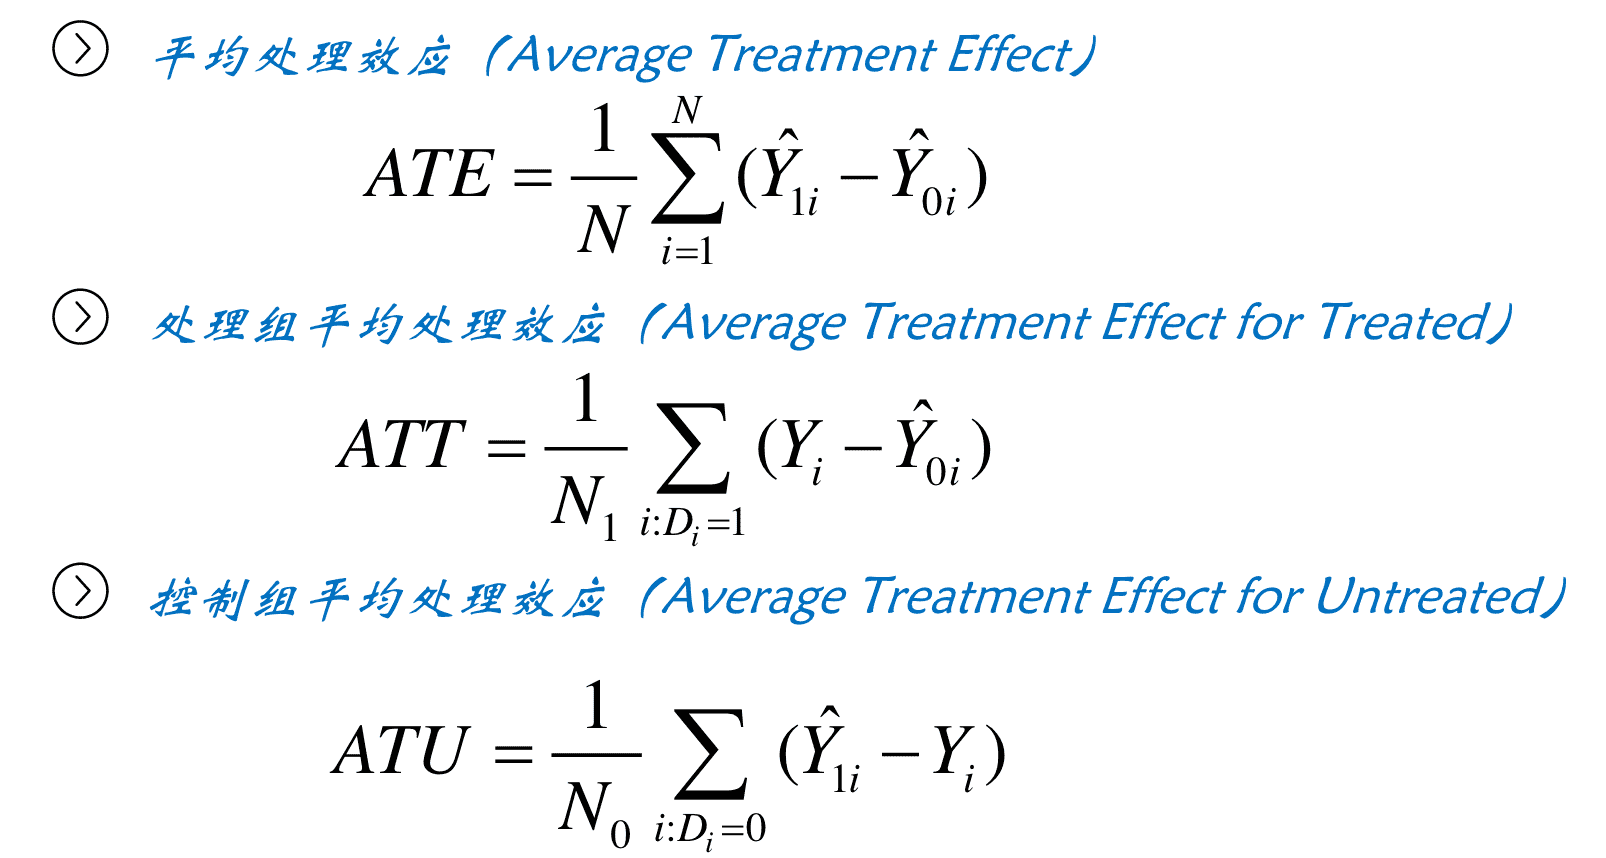 平均处理效应（Average Treatment Effect）
$ATE = \frac{1}{N} \sum_{i=1}^{N} (\hat{Y}_{1i} - \hat{Y}_{0i})$
处理组平均处理效应（Average Treatment Effect for Treated）
$ATT = \frac{1}{N_1} \sum_{i:D_i=1} (Y_i - \hat{Y}_{0i})$
控制组平均处理效应（Average Treatment Effect for Untreated）
$ATU = \frac{1}{N_0} \sum_{i:D_i=0} (\hat{Y}_{1i} - Y_i)$